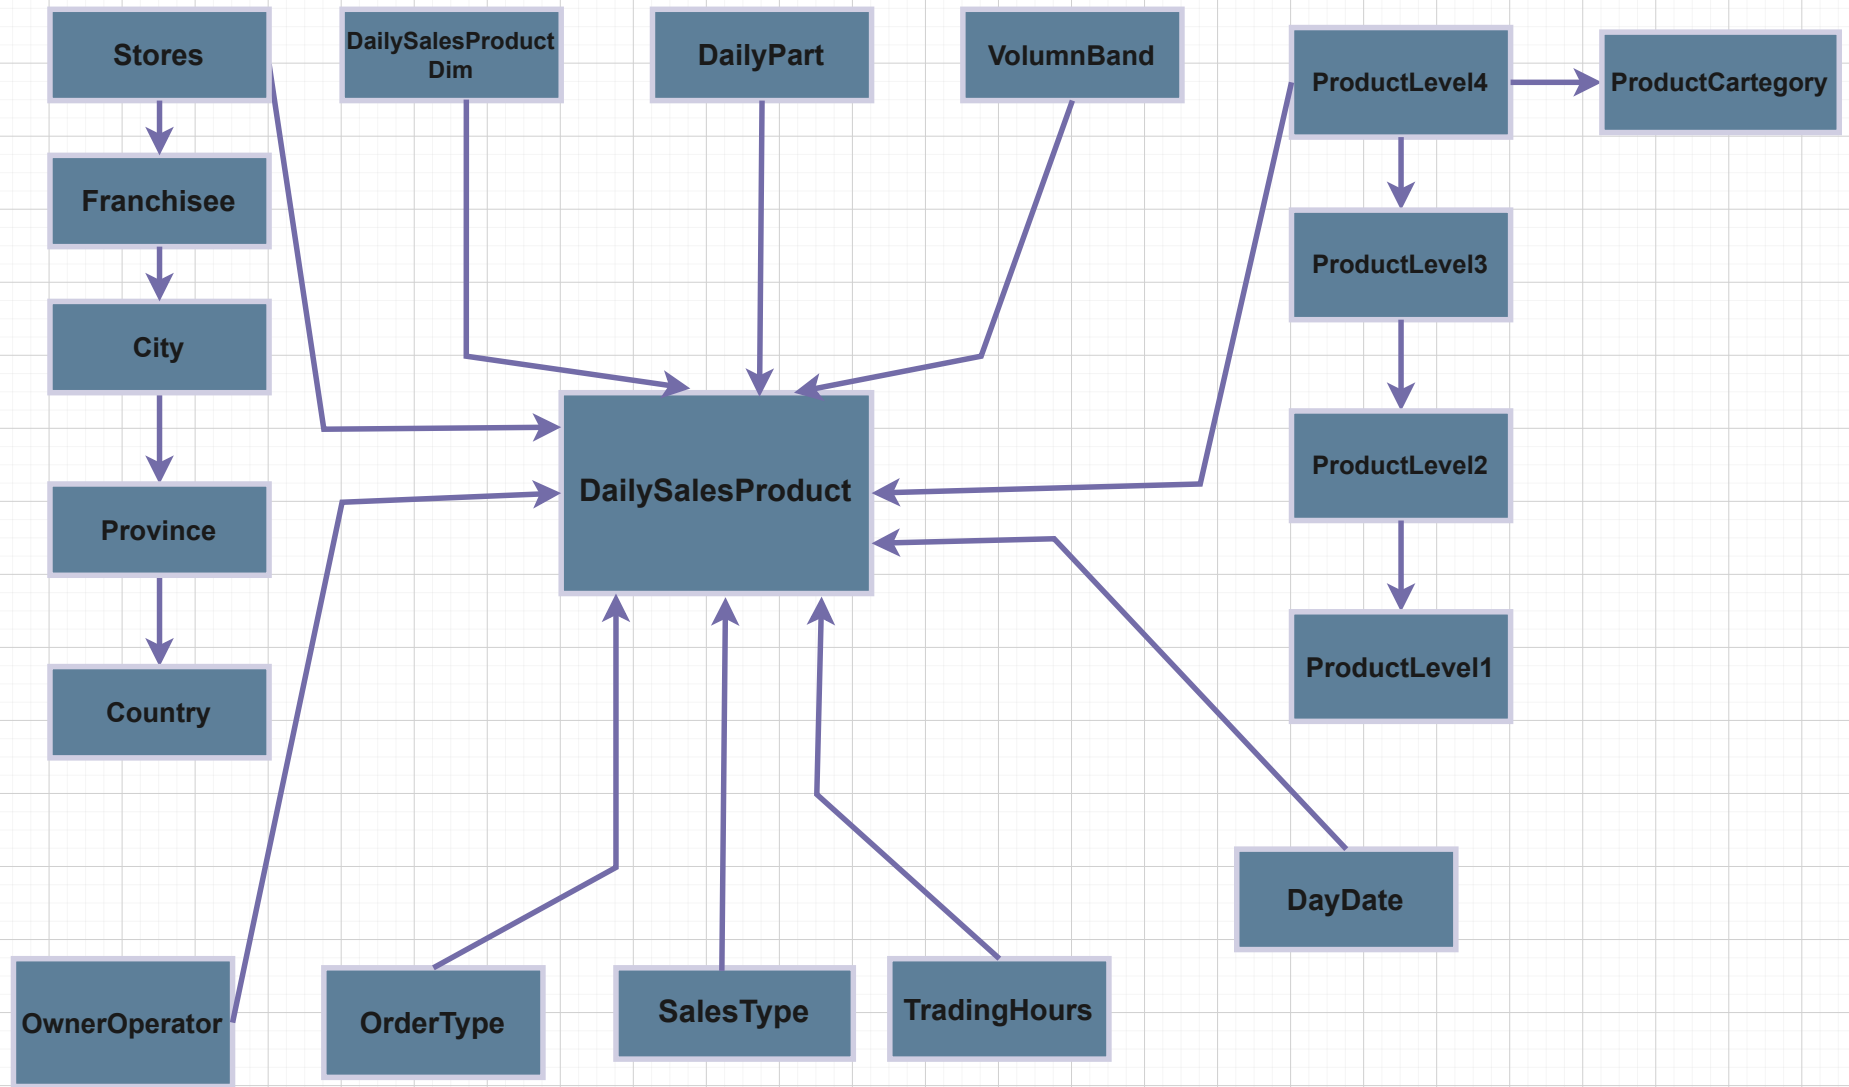 Stores
DailySalesProduct
Dim
DailyPart
VolumnBand
ProductLevel4
ProductCartegory
Franchisee
ProductLevel3
City
ProductLevel2
DailySalesProduct
Province
ProductLevel1
Country
DayDate
OwnerOperator
OrderType
SalesType
TradingHours